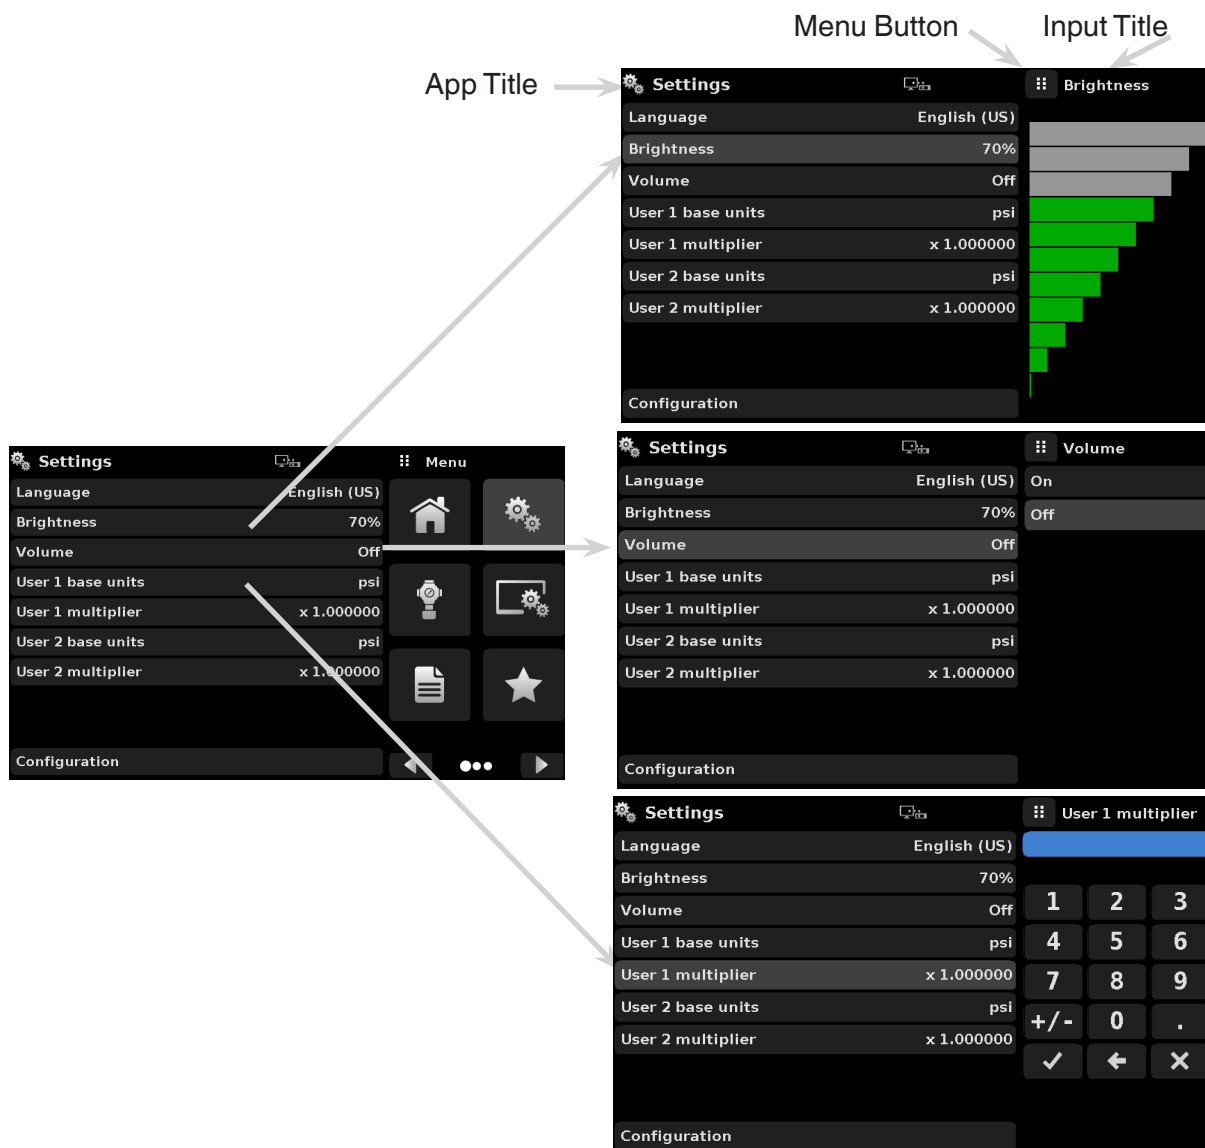 Menu Button Input Title
App Title
Settings Brightness
Language English (US)
Brightness 70%
Volume Off
User 1 base units psi
User 1 multiplier x 1.000000
User 2 base units psi
User 2 multiplier x 1.000000
Configuration
Settings Menu
Language English (US)
Brightness 70%
Volume Off
User 1 base units psi
User 1 multiplier x 1.000000
User 2 base units psi
User 2 multiplier x 1.000000
Configuration
Settings Volume
Language English (US) On
Brightness 70% Off
Volume Off
User 1 base units psi
User 1 multiplier x 1.000000
User 2 base units psi
User 2 multiplier x 1.000000
Configuration
Settings User 1 multiplier
Language English (US)
Brightness 70%
Volume Off
User 1 base units psi
User 1 multiplier x 1.000000
User 2 base units psi
User 2 multiplier x 1.000000
1 2 3
4 5 6
7 8 9
+/- 0 .
Configuration